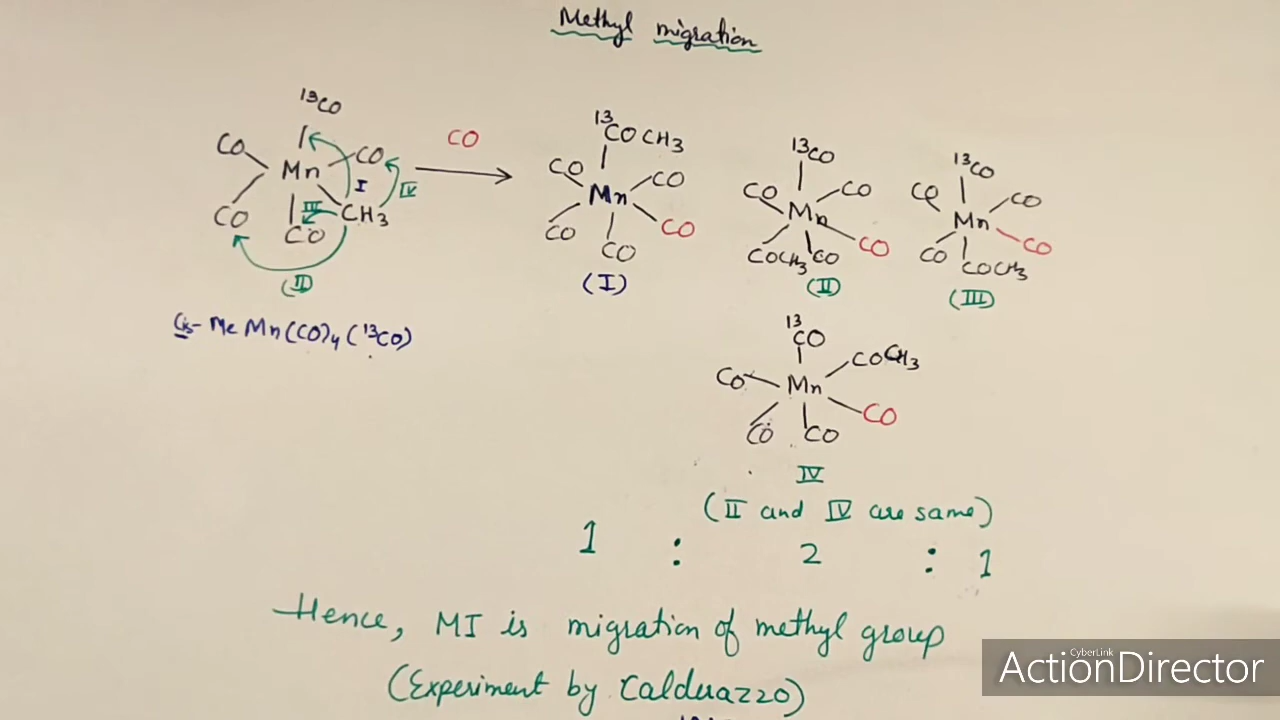 Methyl migration
¹³CO
CO
CO
Mn
I
IV
III
CH3
CO
CO
(II)
Cis- MeMn(CO)4(¹³CO)
CO
¹³COCH3
CO
CO
Mn
CO
CO
CO
(I)
¹³CO
CO
CO
Mn
CO
COCH3
CO
(II)
¹³CO
CO
CO
Mn
CO
CO
COCH3
(III)
¹³CO
COCH3
CO
Mn
CO
CO
CO
IV
(II and IV are same)
1 : 2 : 1
Hence, MI is migration of methyl group
(Experiment by Calduazzo)
CyberLink
ActionDirector